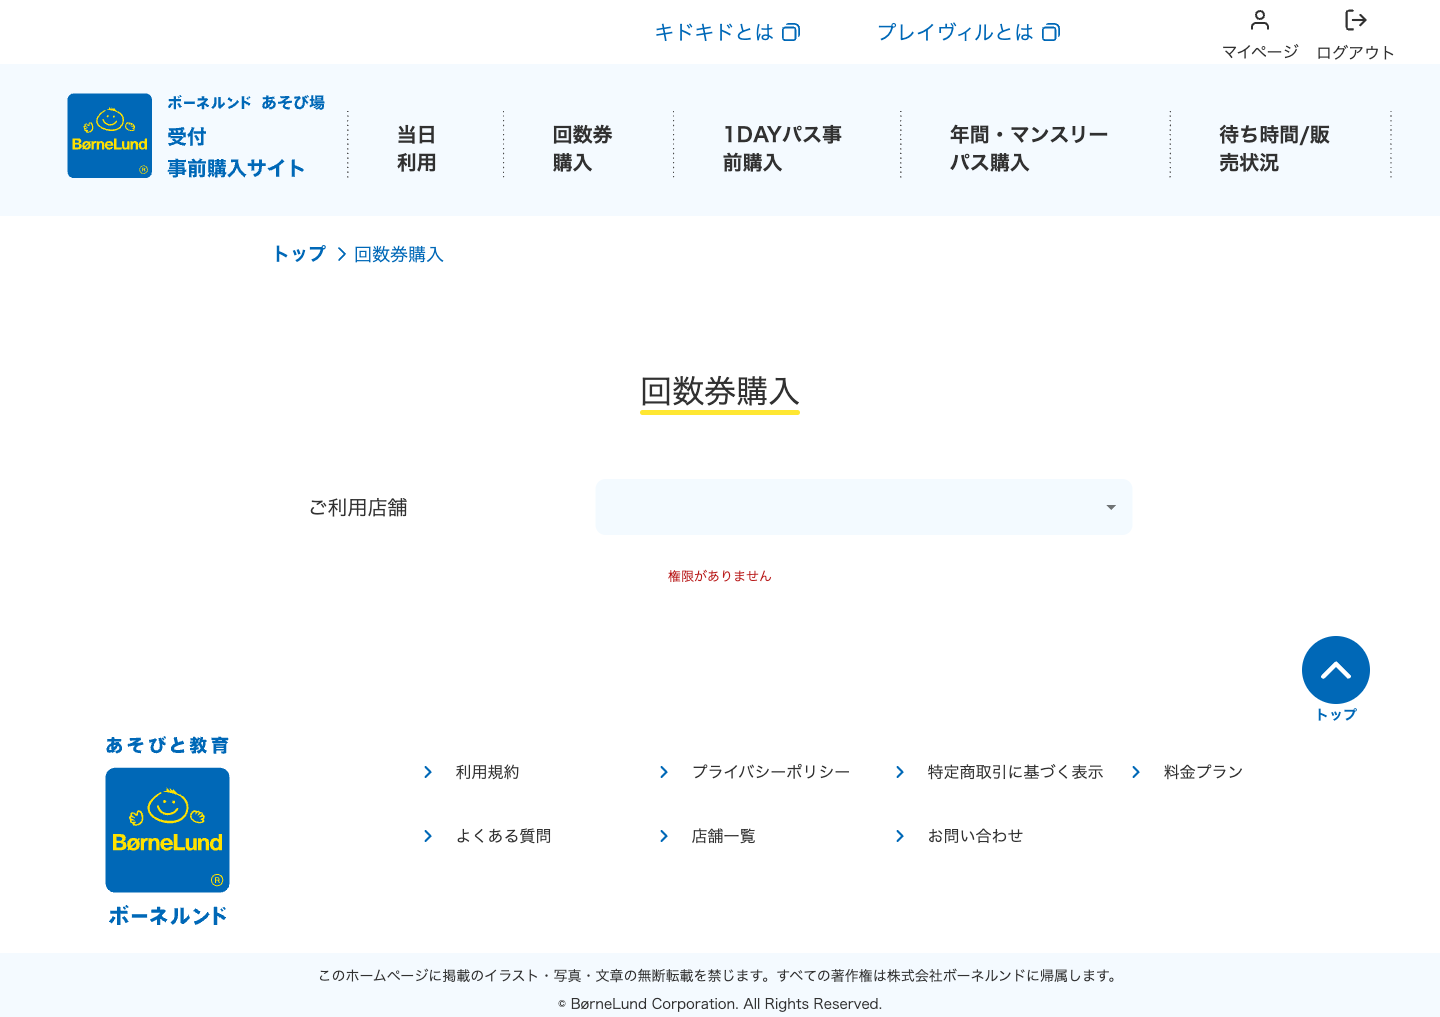 キドキドとは
プレイヴィルとは
マイページ
ログアウト
BørneLund
®
ボーネルンド あそび場
受付
事前購入サイト
当日
利用
回数券
購入
1DAYパス事
前購入
年間・マンスリー
パス購入
待ち時間/販
売状況
トップ
回数券購入
回数券購入
ご利用店舗
権限がありません
トップ
あそびと教育
BørneLund
®
ボーネルンド
利用規約
プライバシーポリシー
特定商取引に基づく表示
料金プラン
よくある質問
店舗一覧
お問い合わせ
このホームページに掲載のイラスト・写真・文章の無断転載を禁じます。すべての著作権は株式会社ボーネルンドに帰属します。
© BørneLund Corporation. All Rights Reserved.